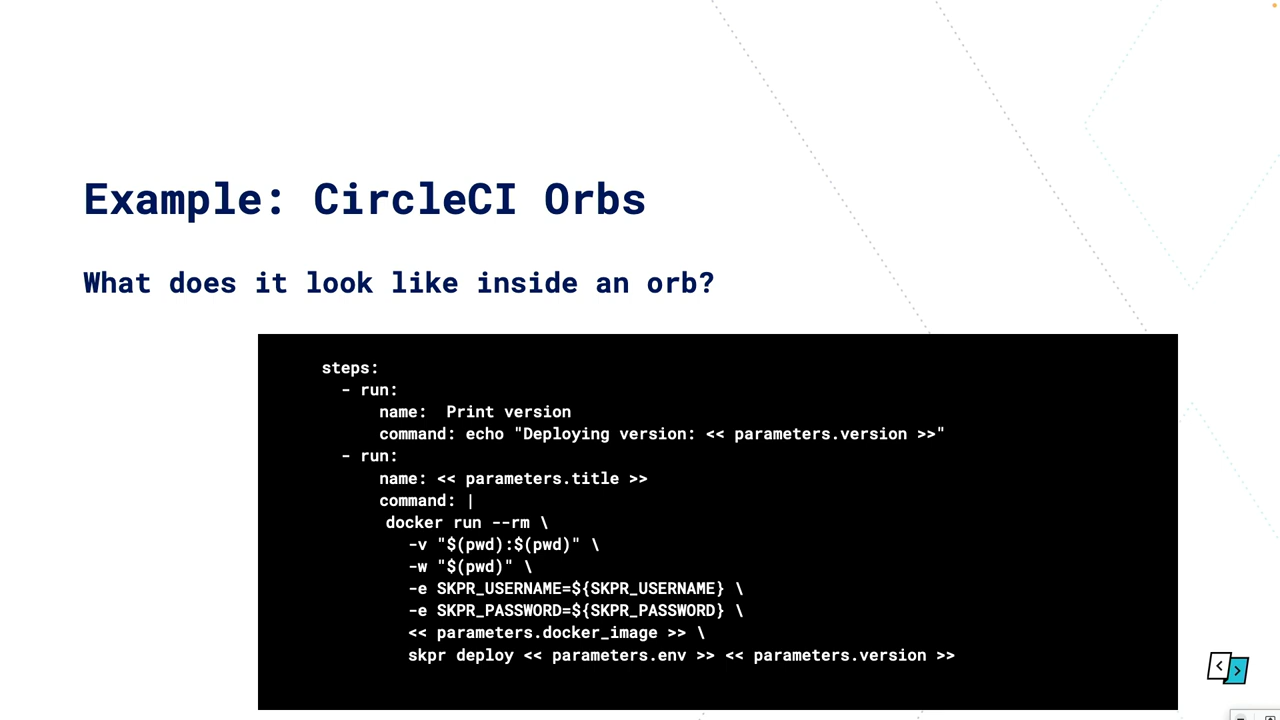 Example: CircleCI Orbs
What does it look like inside an orb?
steps:
- run:
name:  Print version
command: echo "Deploying version: << parameters.version >>"
- run:
name: << parameters.title >>
command: |
docker run --rm \
-v "$(pwd):$(pwd)" \
-w "$(pwd)" \
-e SKPR_USERNAME=${SKPR_USERNAME} \
-e SKPR_PASSWORD=${SKPR_PASSWORD} \
<< parameters.docker_image >> \
skpr deploy << parameters.env >> << parameters.version >>